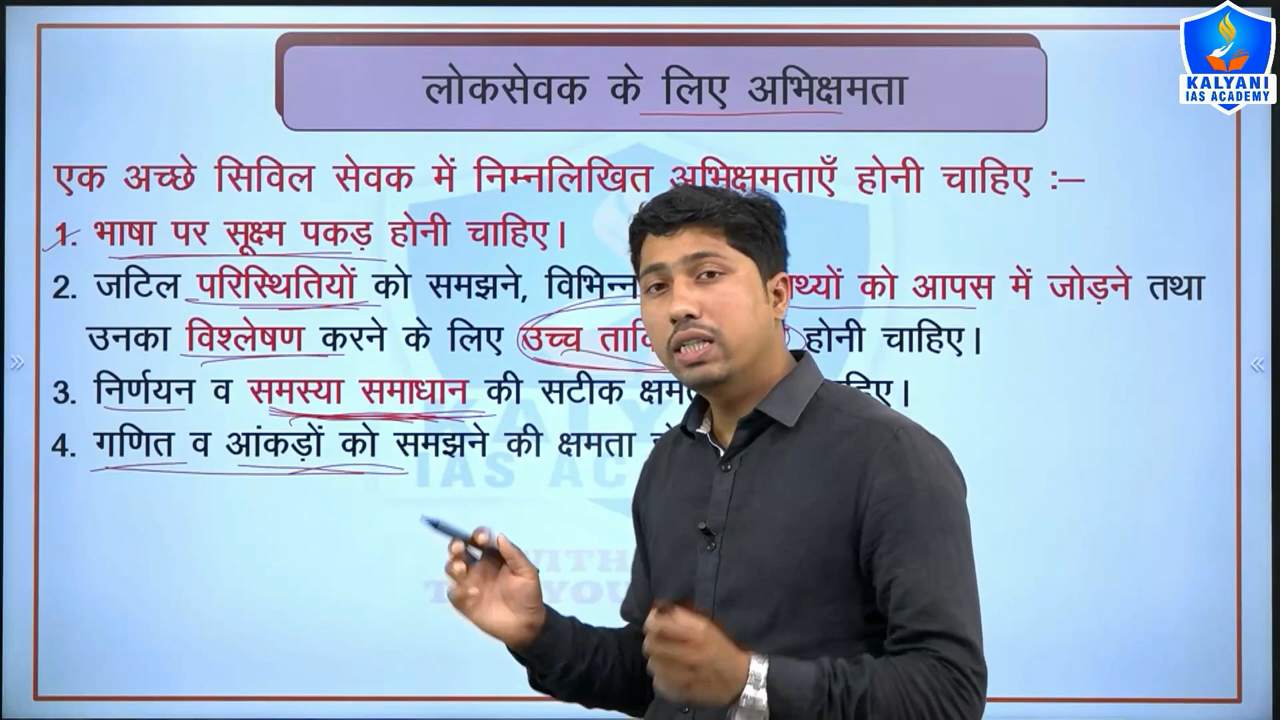 KALYANI
IAS ACADEMY
लोकसेवक के लिए अभिक्षमता
एक अच्छे सिविल सेवक में निम्नलिखित अभिक्षमताएँ होनी चाहिए :–
1. भाषा पर सूक्ष्म पकड़ होनी चाहिए।
2. जटिल परिस्थितियों को समझने, विभिन्न को आपस में जोड़ने तथा
उनका विश्लेषण करने के लिए उच्च होनी चाहिए।
3. निर्णयन व समस्या समाधान की सटीक
4. गणित व आंकड़ों को समझने की क्षमता
IAS